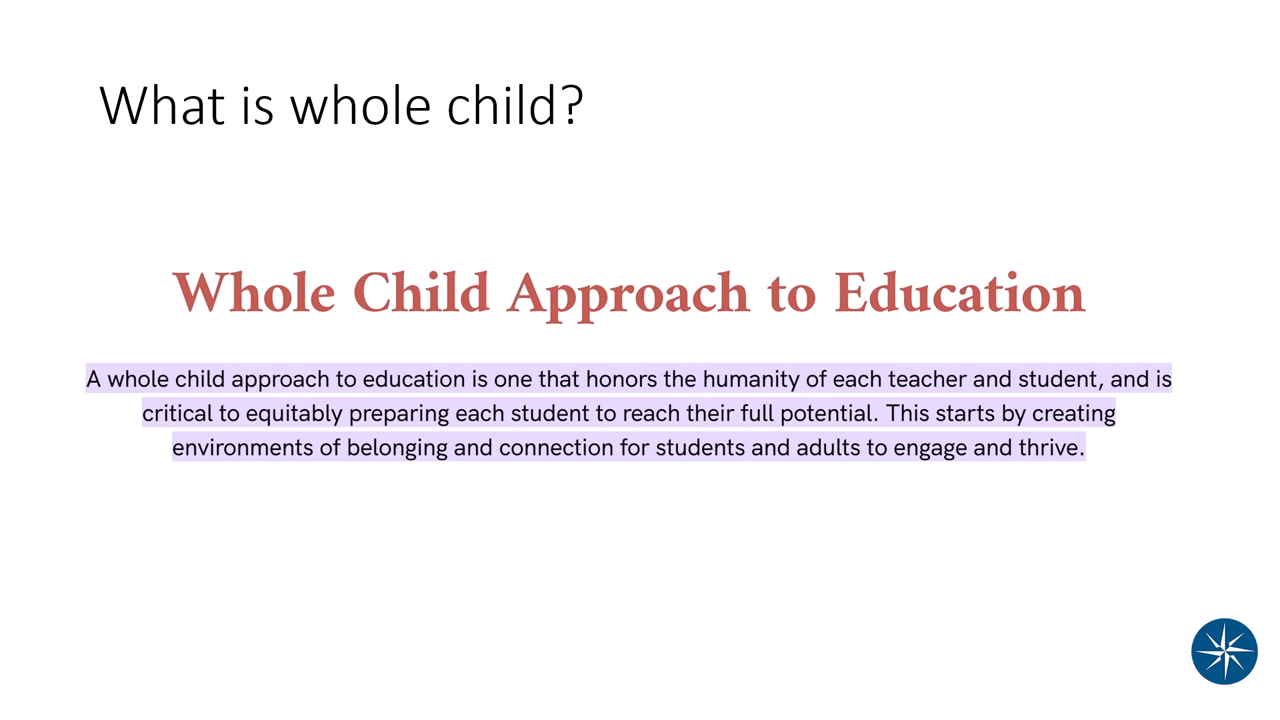 What is whole child?
Whole Child Approach to Education
A whole child approach to education is one that honors the humanity of each teacher and student, and is
critical to equitably preparing each student to reach their full potential. This starts by creating
environments of belonging and connection for students and adults to engage and thrive.